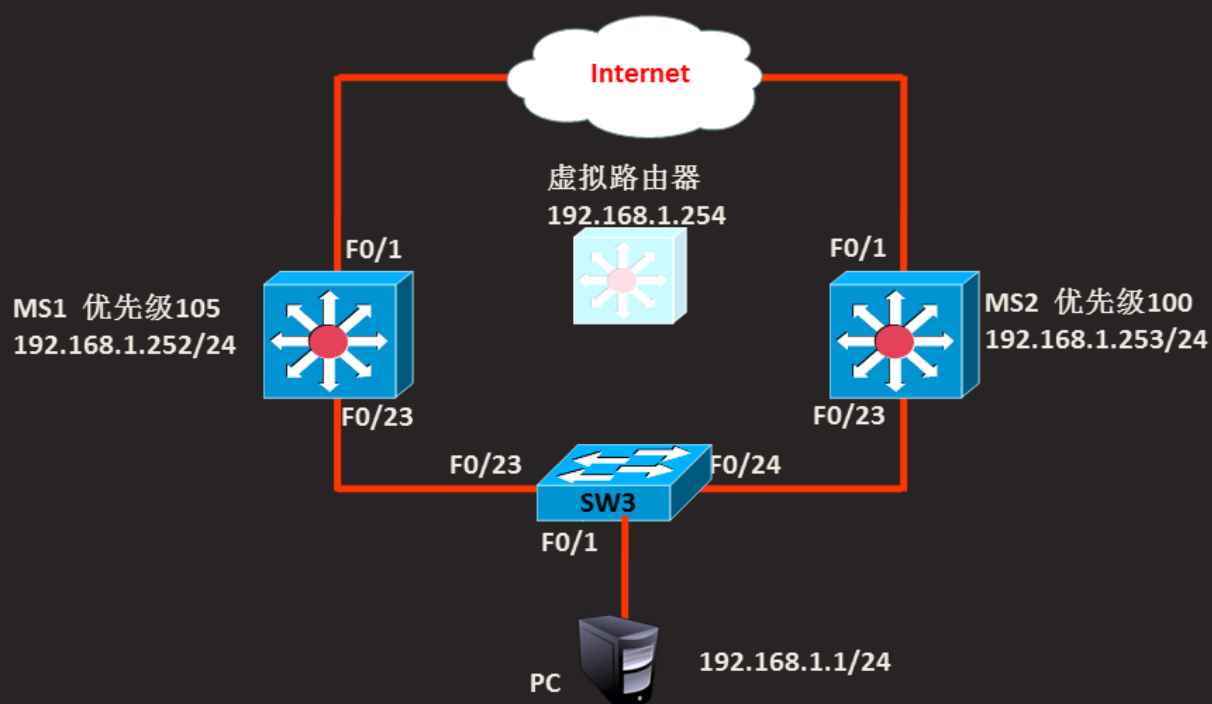 Internet
虚拟路由器
192.168.1.254
F0/1
F0/1
MS1 优先级105
192.168.1.252/24
MS2 优先级100
192.168.1.253/24
F0/23
F0/23
F0/23
F0/24
SW3
F0/1
192.168.1.1/24
PC